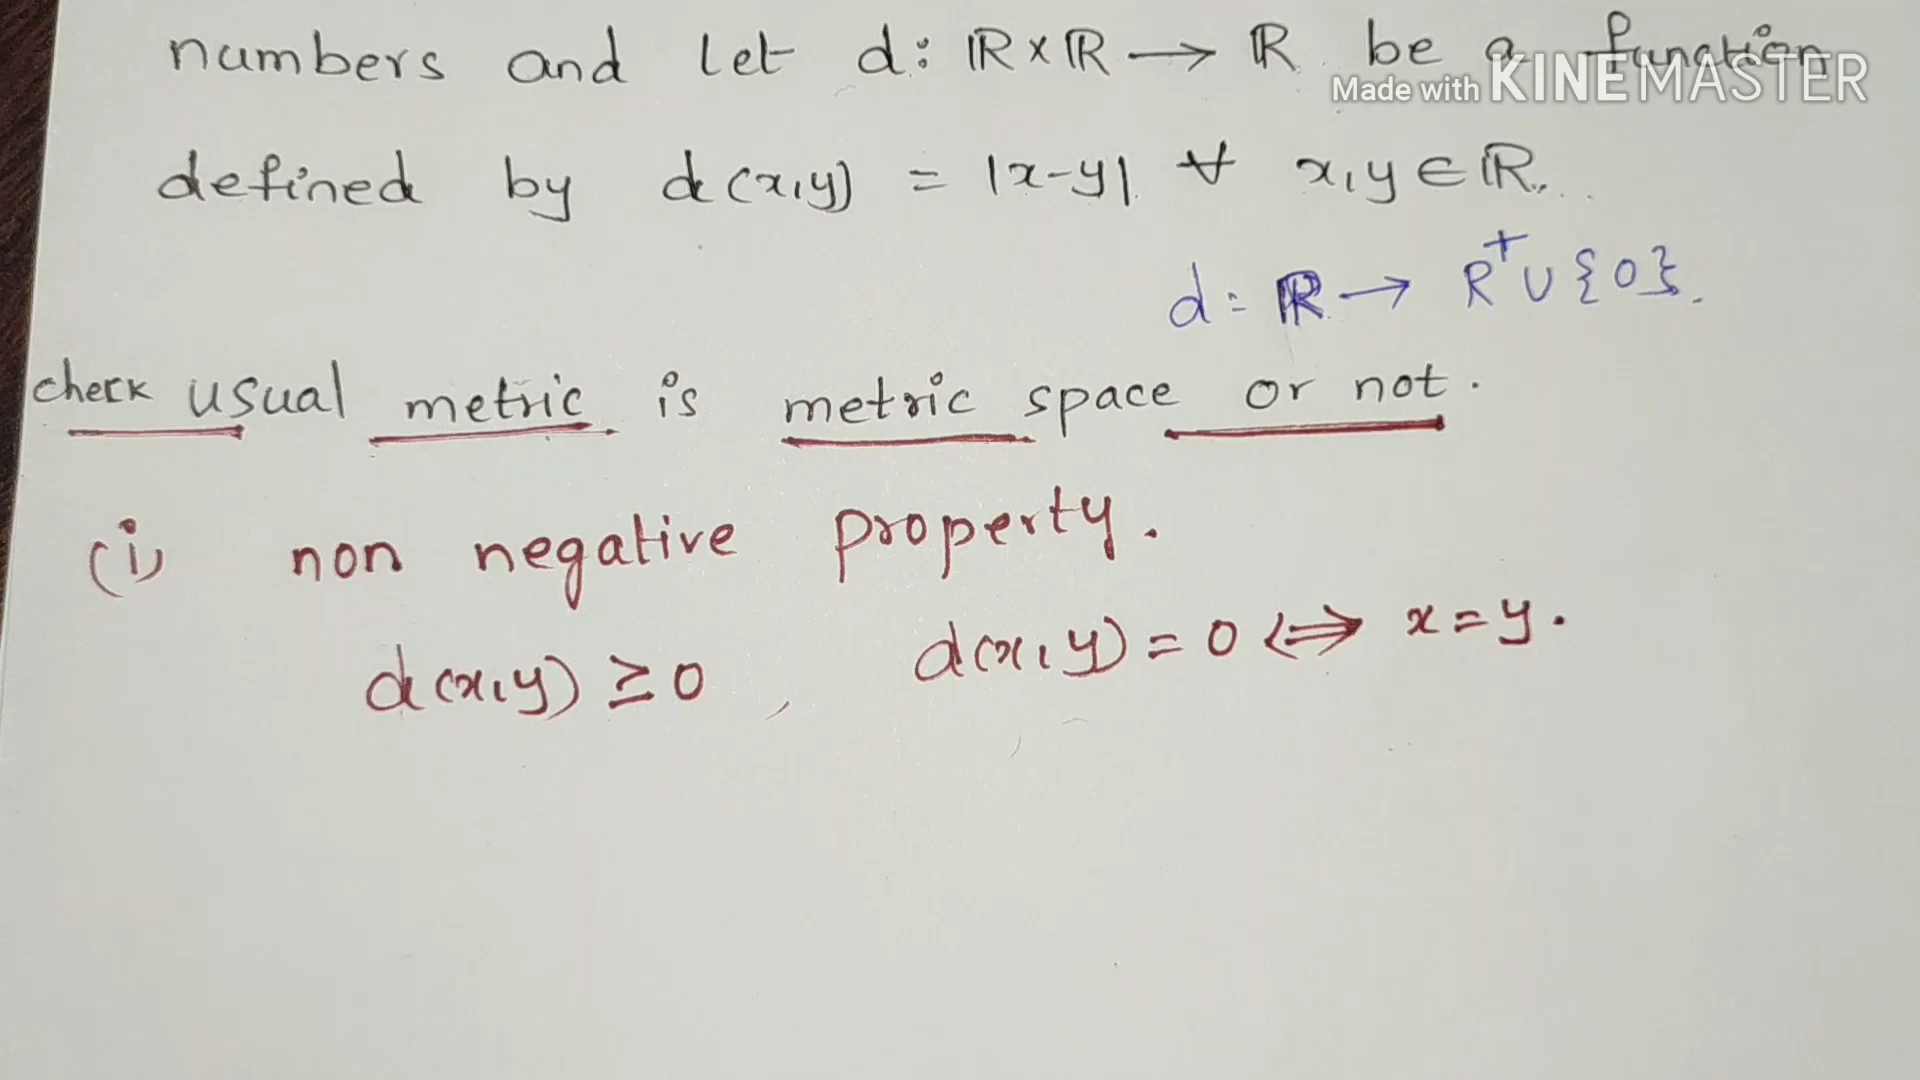 numbers and let d: ℝ×ℝ → ℝ be a function
Made with KINEMASTER
defined by d(x,y) = |x-y| ∀ x,y ∈ ℝ.
d: ℝ → R⁺∪{0}.
check usual metric is metric space or not.
(i) non negative property.
d(x,y) ≥ 0 , d(x,y) = 0 ⟺ x = y.